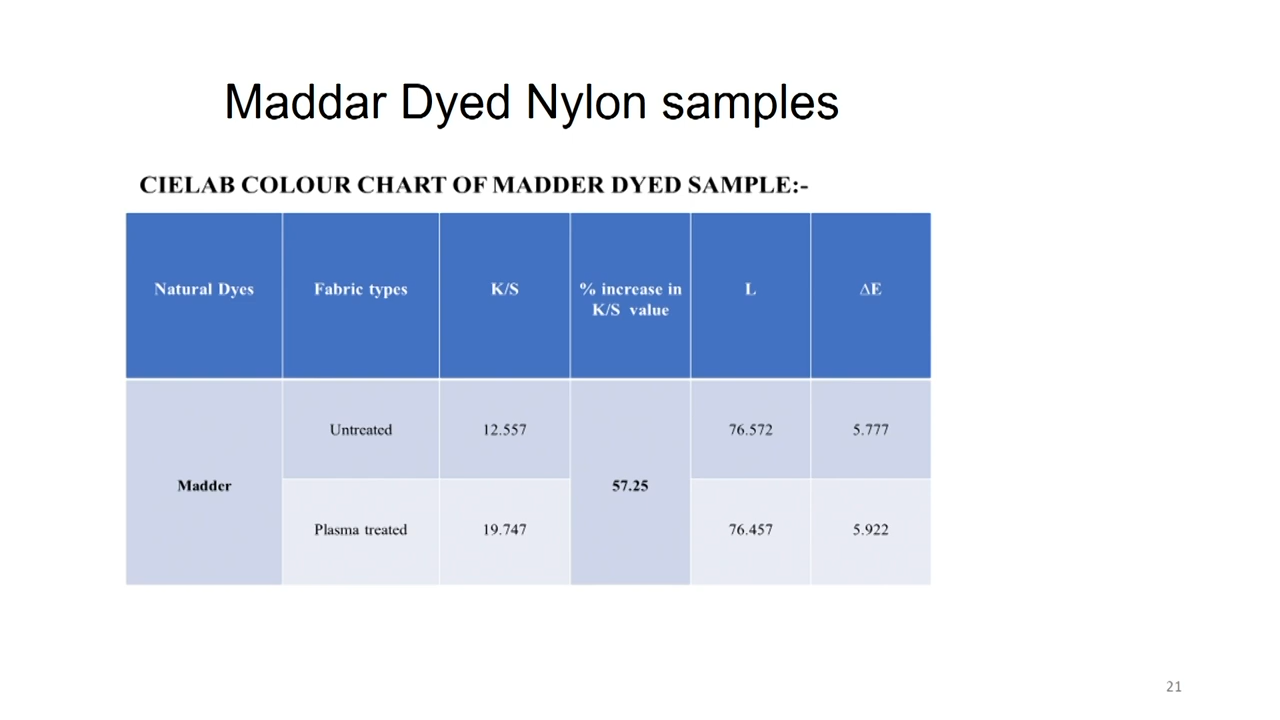 Maddar Dyed Nylon samples
CIELAB COLOUR CHART OF MADDER DYED SAMPLE:-
Natural Dyes
Fabric types
K/S
% increase in
K/S value
L
ΔE
Madder
Untreated
12.557
57.25
76.572
5.777
Plasma treated
19.747
76.457
5.922
21